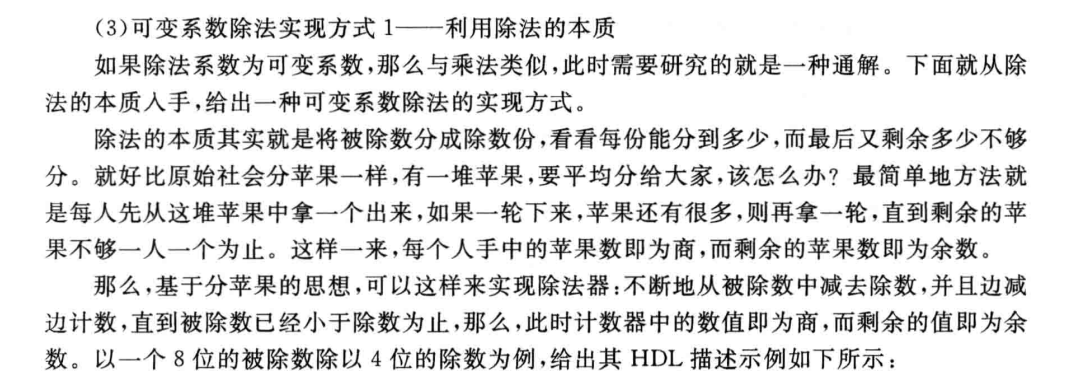 (3)可变系数除法实现方式1——利用除法的本质
如果除法系数为可变系数,那么与乘法类似,此时需要研究的就是一种通解。下面就从除
法的本质入手,给出一种可变系数除法的实现方式。
除法的本质其实就是将被除数分成除数份,看看每份能分到多少,而最后又剩余多少不够
分。就好比原始社会分苹果一样,有一堆苹果,要平均分给大家,该怎么办?最简单地方法就
是每人先从这堆苹果中拿一个出来,如果一轮下来,苹果还有很多,则再拿一轮,直到剩余的苹
果不够一人一个为止。这样一来,每个人手中的苹果数即为商,而剩余的苹果数即为余数。
那么,基于分苹果的思想,可以这样来实现除法器:不断地从被除数中减去除数,并且边减
边计数,直到被除数已经小于除数为止,那么,此时计数器中的数值即为商,而剩余的值即为余
数。以一个8位的被除数除以4位的除数为例,给出其HDL描述示例如下所示: